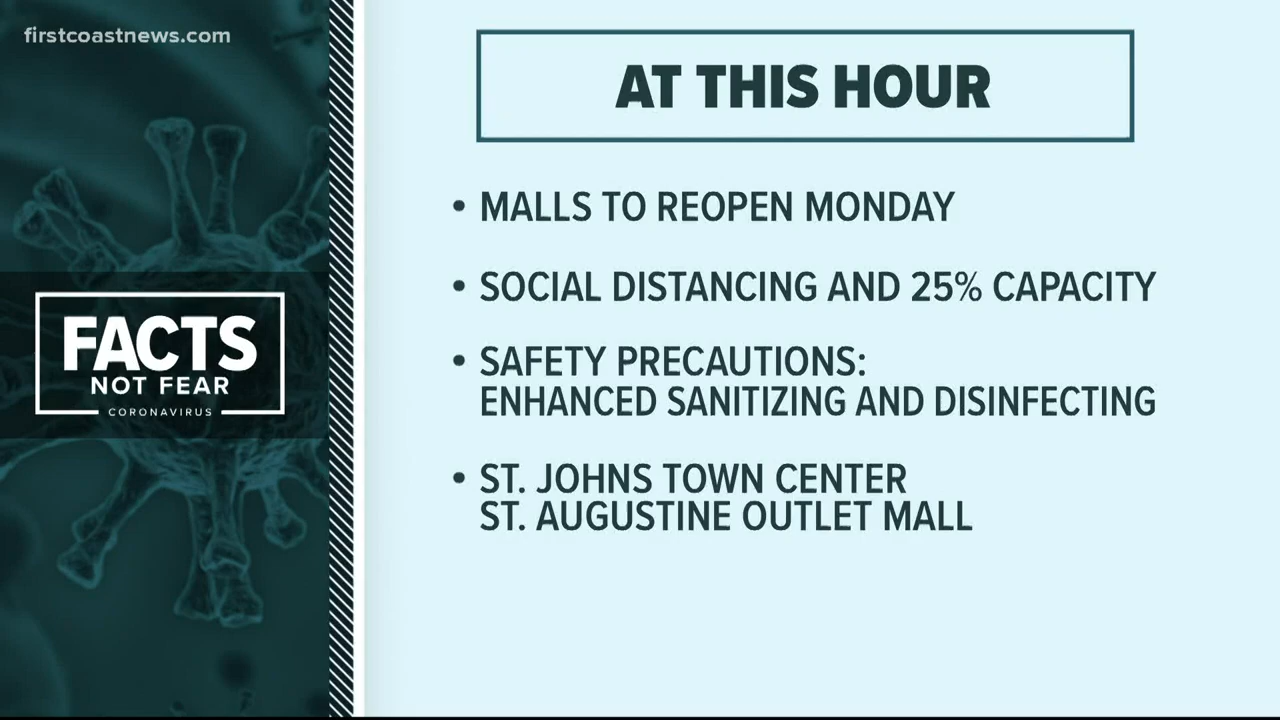 firstcoastnews.com
AT THIS HOUR
• MALLS TO REOPEN MONDAY
• SOCIAL DISTANCING AND 25% CAPACITY
• SAFETY PRECAUTIONS:
ENHANCED SANITIZING AND DISINFECTING
• ST. JOHNS TOWN CENTER
ST. AUGUSTINE OUTLET MALL
FACTS
NOT FEAR
CORONAVIRUS